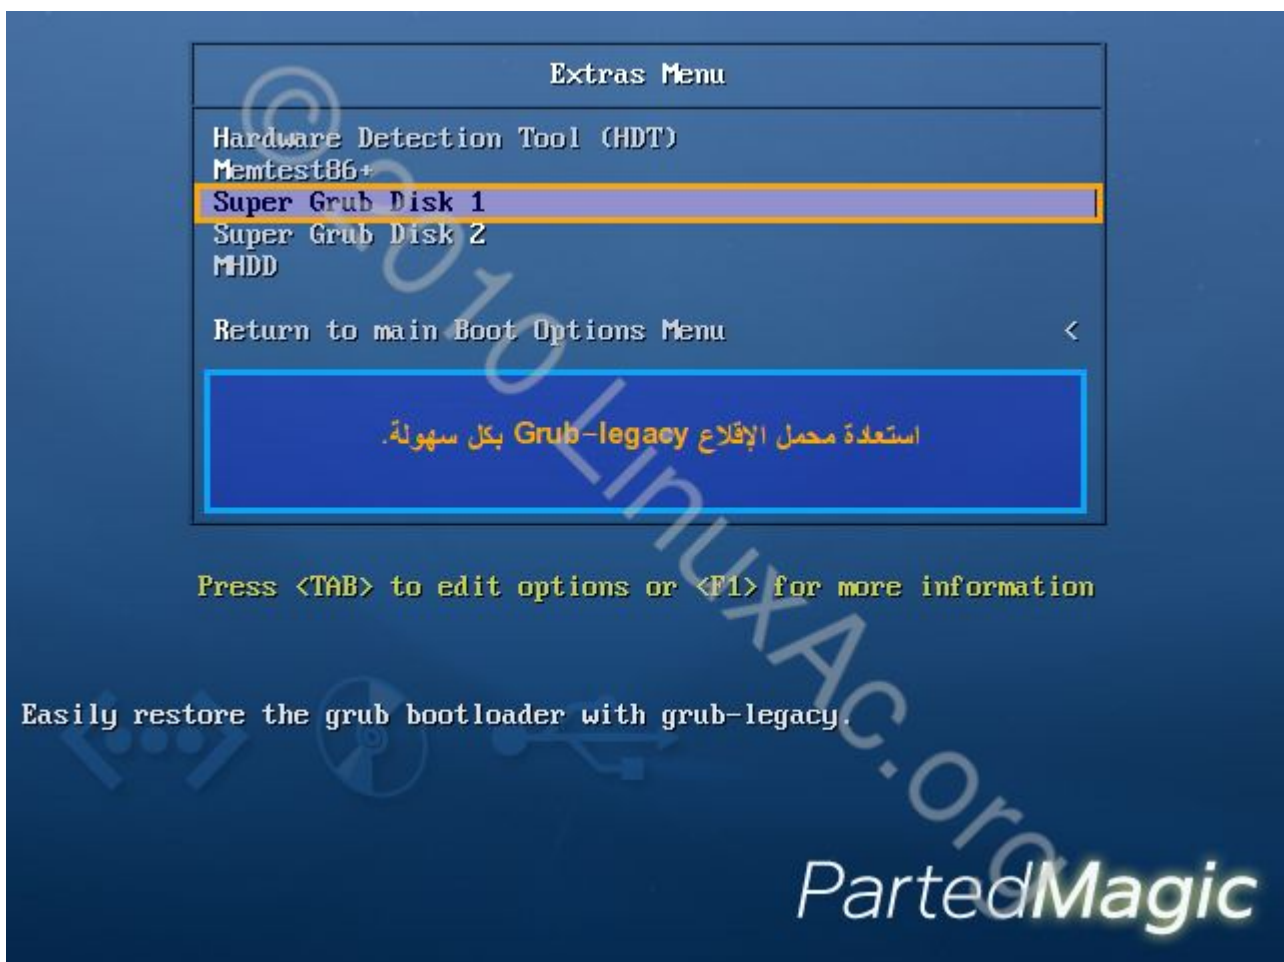 Extras Menu
Hardware Detection Tool (HDT)
Memtest86+
Super Grub Disk 1
Super Grub Disk 2
MHDD
Return to main Boot Options Menu <
استعادة محمل الإقلاع Grub-legacy بكل سهولة.
Press <TAB> to edit options or <F1> for more information
Easily restore the grub bootloader with grub-legacy.
PartedMagic
© 2010 LinuxAc.org